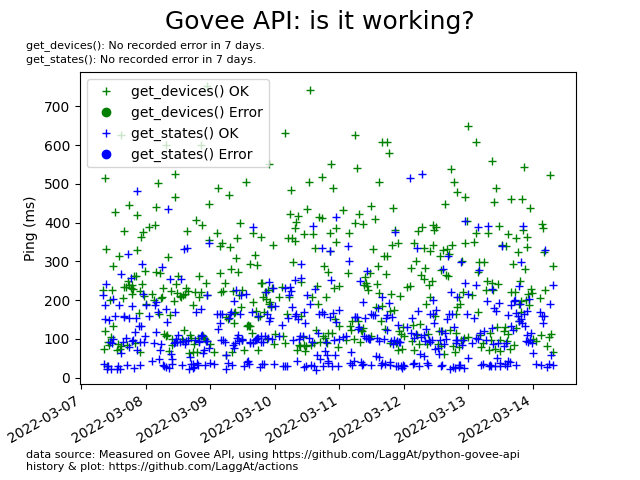 Govee API: is it working?
get_devices(): No recorded error in 7 days.
get_states(): No recorded error in 7 days.
get_devices() OK
get_devices() Error
get_states() OK
get_states() Error
Ping (ms)
700
600
500
400
300
200
100
0
2022-03-07
2022-03-08
2022-03-09
2022-03-10
2022-03-11
2022-03-12
2022-03-13
2022-03-14
data source: Measured on Govee API, using https://github.com/LaggAt/python-govee-api
history & plot: https://github.com/LaggAt/actions